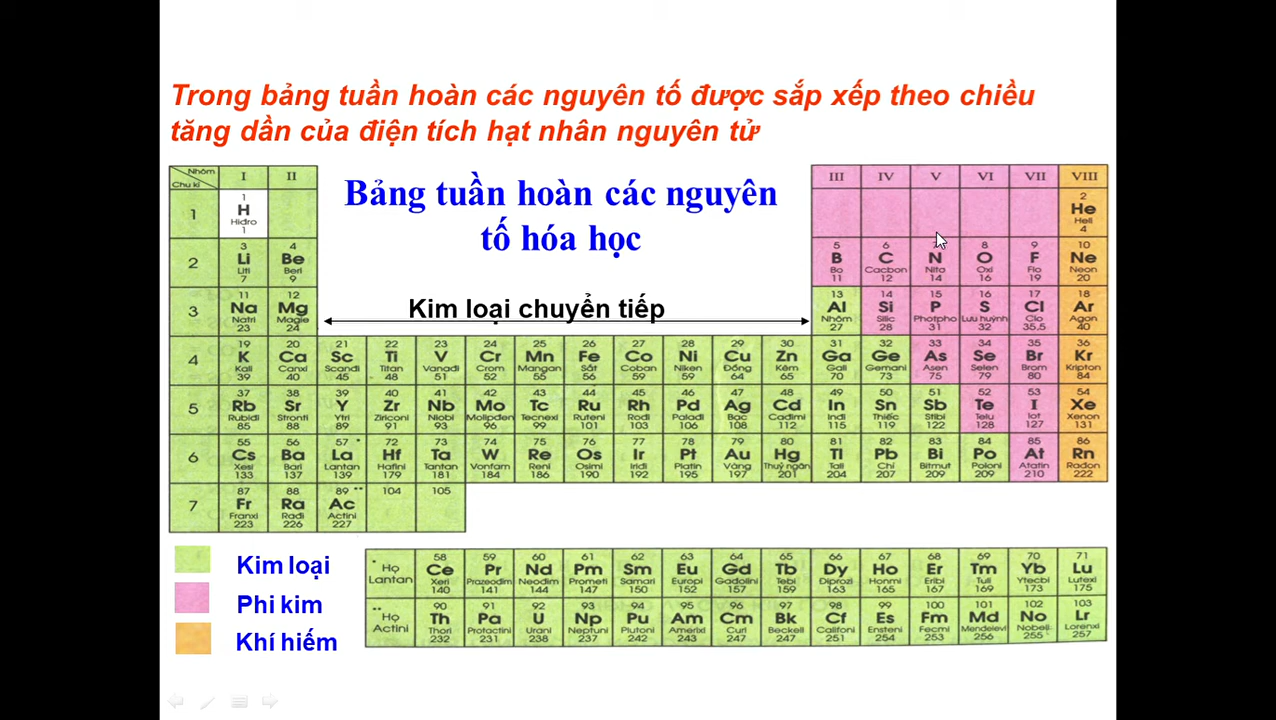 Trong bảng tuần hoàn các nguyên tố được sắp xếp theo chiều
tăng dần của điện tích hạt nhân nguyên tử
Bảng tuần hoàn các nguyên
tố hóa học
Kim loại chuyển tiếp
Nhóm I II III IV V VI VII VIII
Chu kì
1 2
1 H He
Hiđro Heli
1 4
3 4 5 6 8 9 10
2 Li Be B C N O F Ne
Liti Beri Bo Cacbon Nitơ Oxi Flo Neon
7 9 11 12 14 16 19 20
11 12 13 14 15 16 17 18
3 Na Mg Al Si P S Cl Ar
Natri Magie Nhôm Silic Photpho Lưu huỳnh Clo Agon
23 24 27 28 31 32 35,5 40
19 20 21 22 23 24 25 26 27 28 29 30 31 32 33 34 35 36
4 K Ca Sc Ti V Cr Mn Fe Co Ni Cu Zn Ga Ge As Se Br Kr
Kali Canxi Scandi Titan Vanadi Crom Mangan Sắt Coban Niken Đồng Kẽm Gali Gemani Asen Selen Brom Kripton
39 40 45 48 51 52 55 56 59 59 64 65 70 73 75 79 80 84
37 38 39 40 41 42 43 44 45 46 47 48 49 50 51 52 53 54
5 Rb Sr Y Zr Nb Mo Tc Ru Rh Pd Ag Cd In Sn Sb Te I Xe
Rubiđi Stronti Ytri Ziriconi Niobi Molipđen Tecnexi Ruteni Rođi Palađi Bạc Cađimi Inđi Thiếc Stibi Telu Iot Xenon
85 88 89 91 93 96 99 101 103 106 108 112 115 119 122 128 127 131
55 56 57 * 72 73 74 75 76 77 78 79 80 81 82 83 84 85 86
6 Cs Ba La Hf Ta W Re Os Ir Pt Au Hg Tl Pb Bi Po At Rn
Xesi Bari Lantan Hafini Tantan Vonfam Reni Osimi Iriđi Platin Vàng Thuỷ ngân Tali Chì Bitmut Poloni Atatin Rađon
133 137 139 179 181 184 186 190 192 195 197 201 204 207 209 209 210 222
87 88 89 ** 104 105
7 Fr Ra Ac
Franxi Rađi Actini
223 226 227
Kim loại
Phi kim
Khí hiếm
58 59 60 61 62 63 64 65 66 67 68 69 70 71
* Họ Ce Pr Nd Pm Sm Eu Gd Tb Dy Ho Er Tm Yb Lu
Lantan Xeri Prazeođim Neođim Prometi Samari Europi Gađolini Tebi Điprozi Honmi Eribi Tuli Ytecbi Lutexi
140 141 144 147 150 152 157 159 163 165 167 169 173 175
90 91 92 93 94 95 96 97 98 99 100 101 102 103
** Họ Th Pa U Np Pu Am Cm Bk Cf Es Fm Md No Lr
Actini Thori Protactini Urani Neptuni Plutoni Amerixi Curi Beckeli Califoni Ensteni Fecmi Mendelevi Nobeli Lorenxi
232 231 238 237 242 243 247 247 251 254 253 256 255 257